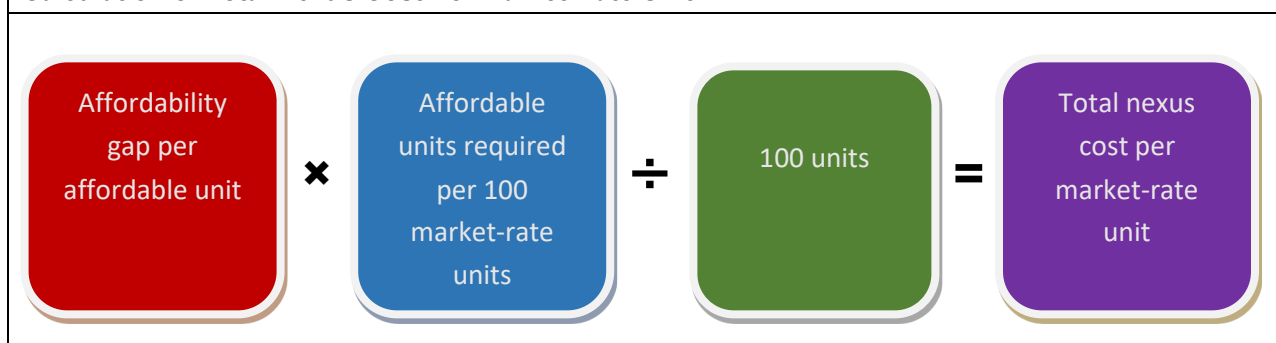 Affordability
gap per
affordable unit
×
Affordable
units required
per 100
market-rate
units
÷
100 units
=
Total nexus
cost per
market-rate
unit